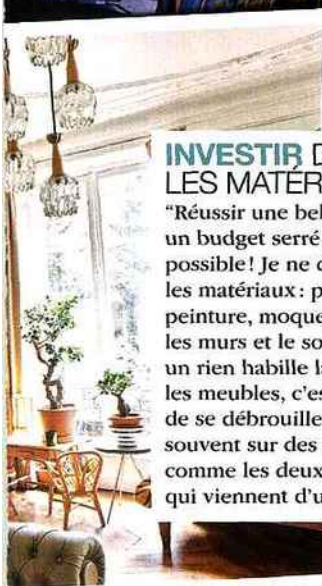 INVESTIR D
LES MATÉR
“Réussir une bel
un budget serré
possible ! Je ne d
les matériaux : p
peinture, moque
les murs et le so
un rien habille l
les meubles, c'es
de se débrouille
souvent sur des
comme les deux
qui viennent d'u